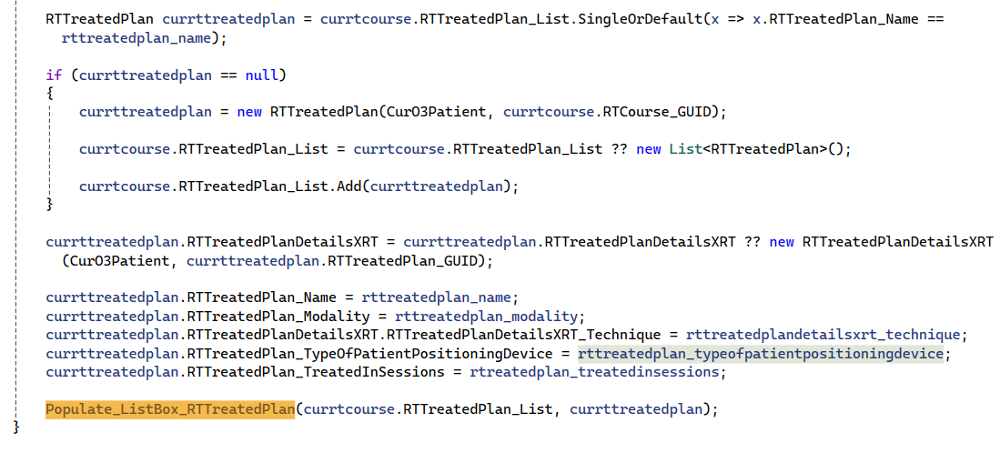 RTTreatedPlan currttreatedplan = currtcourse.RTTreatedPlan_List.SingleOrDefault(x => x.RTTreatedPlan_Name ==
rttreatedplan_name);
if (currttreatedplan == null)
{
currttreatedplan = new RTTreatedPlan(CurO3Patient, currtcourse.RTCourse_GUID);
currtcourse.RTTreatedPlan_List = currtcourse.RTTreatedPlan_List ?? new List<RTTreatedPlan>();
currtcourse.RTTreatedPlan_List.Add(currttreatedplan);
}
currttreatedplan.RTTreatedPlanDetailsXRT = currttreatedplan.RTTreatedPlanDetailsXRT ?? new RTTreatedPlanDetailsXRT
(CurO3Patient, currttreatedplan.RTTreatedPlan_GUID);
currttreatedplan.RTTreatedPlan_Name = rttreatedplan_name;
currttreatedplan.RTTreatedPlan_Modality = rttreatedplan_modality;
currttreatedplan.RTTreatedPlanDetailsXRT.RTTreatedPlanDetailsXRT_Technique = rttreatedplandetailsxrt_technique;
currttreatedplan.RTTreatedPlan_TypeOfPatientPositioningDevice = rttreatedplan_typeofpatientpositioningdevice;
currttreatedplan.RTTreatedPlan_TreatedInSessions = rtreatedplan_treatedinsessions;
Populate_ListBox_RTTreatedPlan(currtcourse.RTTreatedPlan_List, currttreatedplan);
}